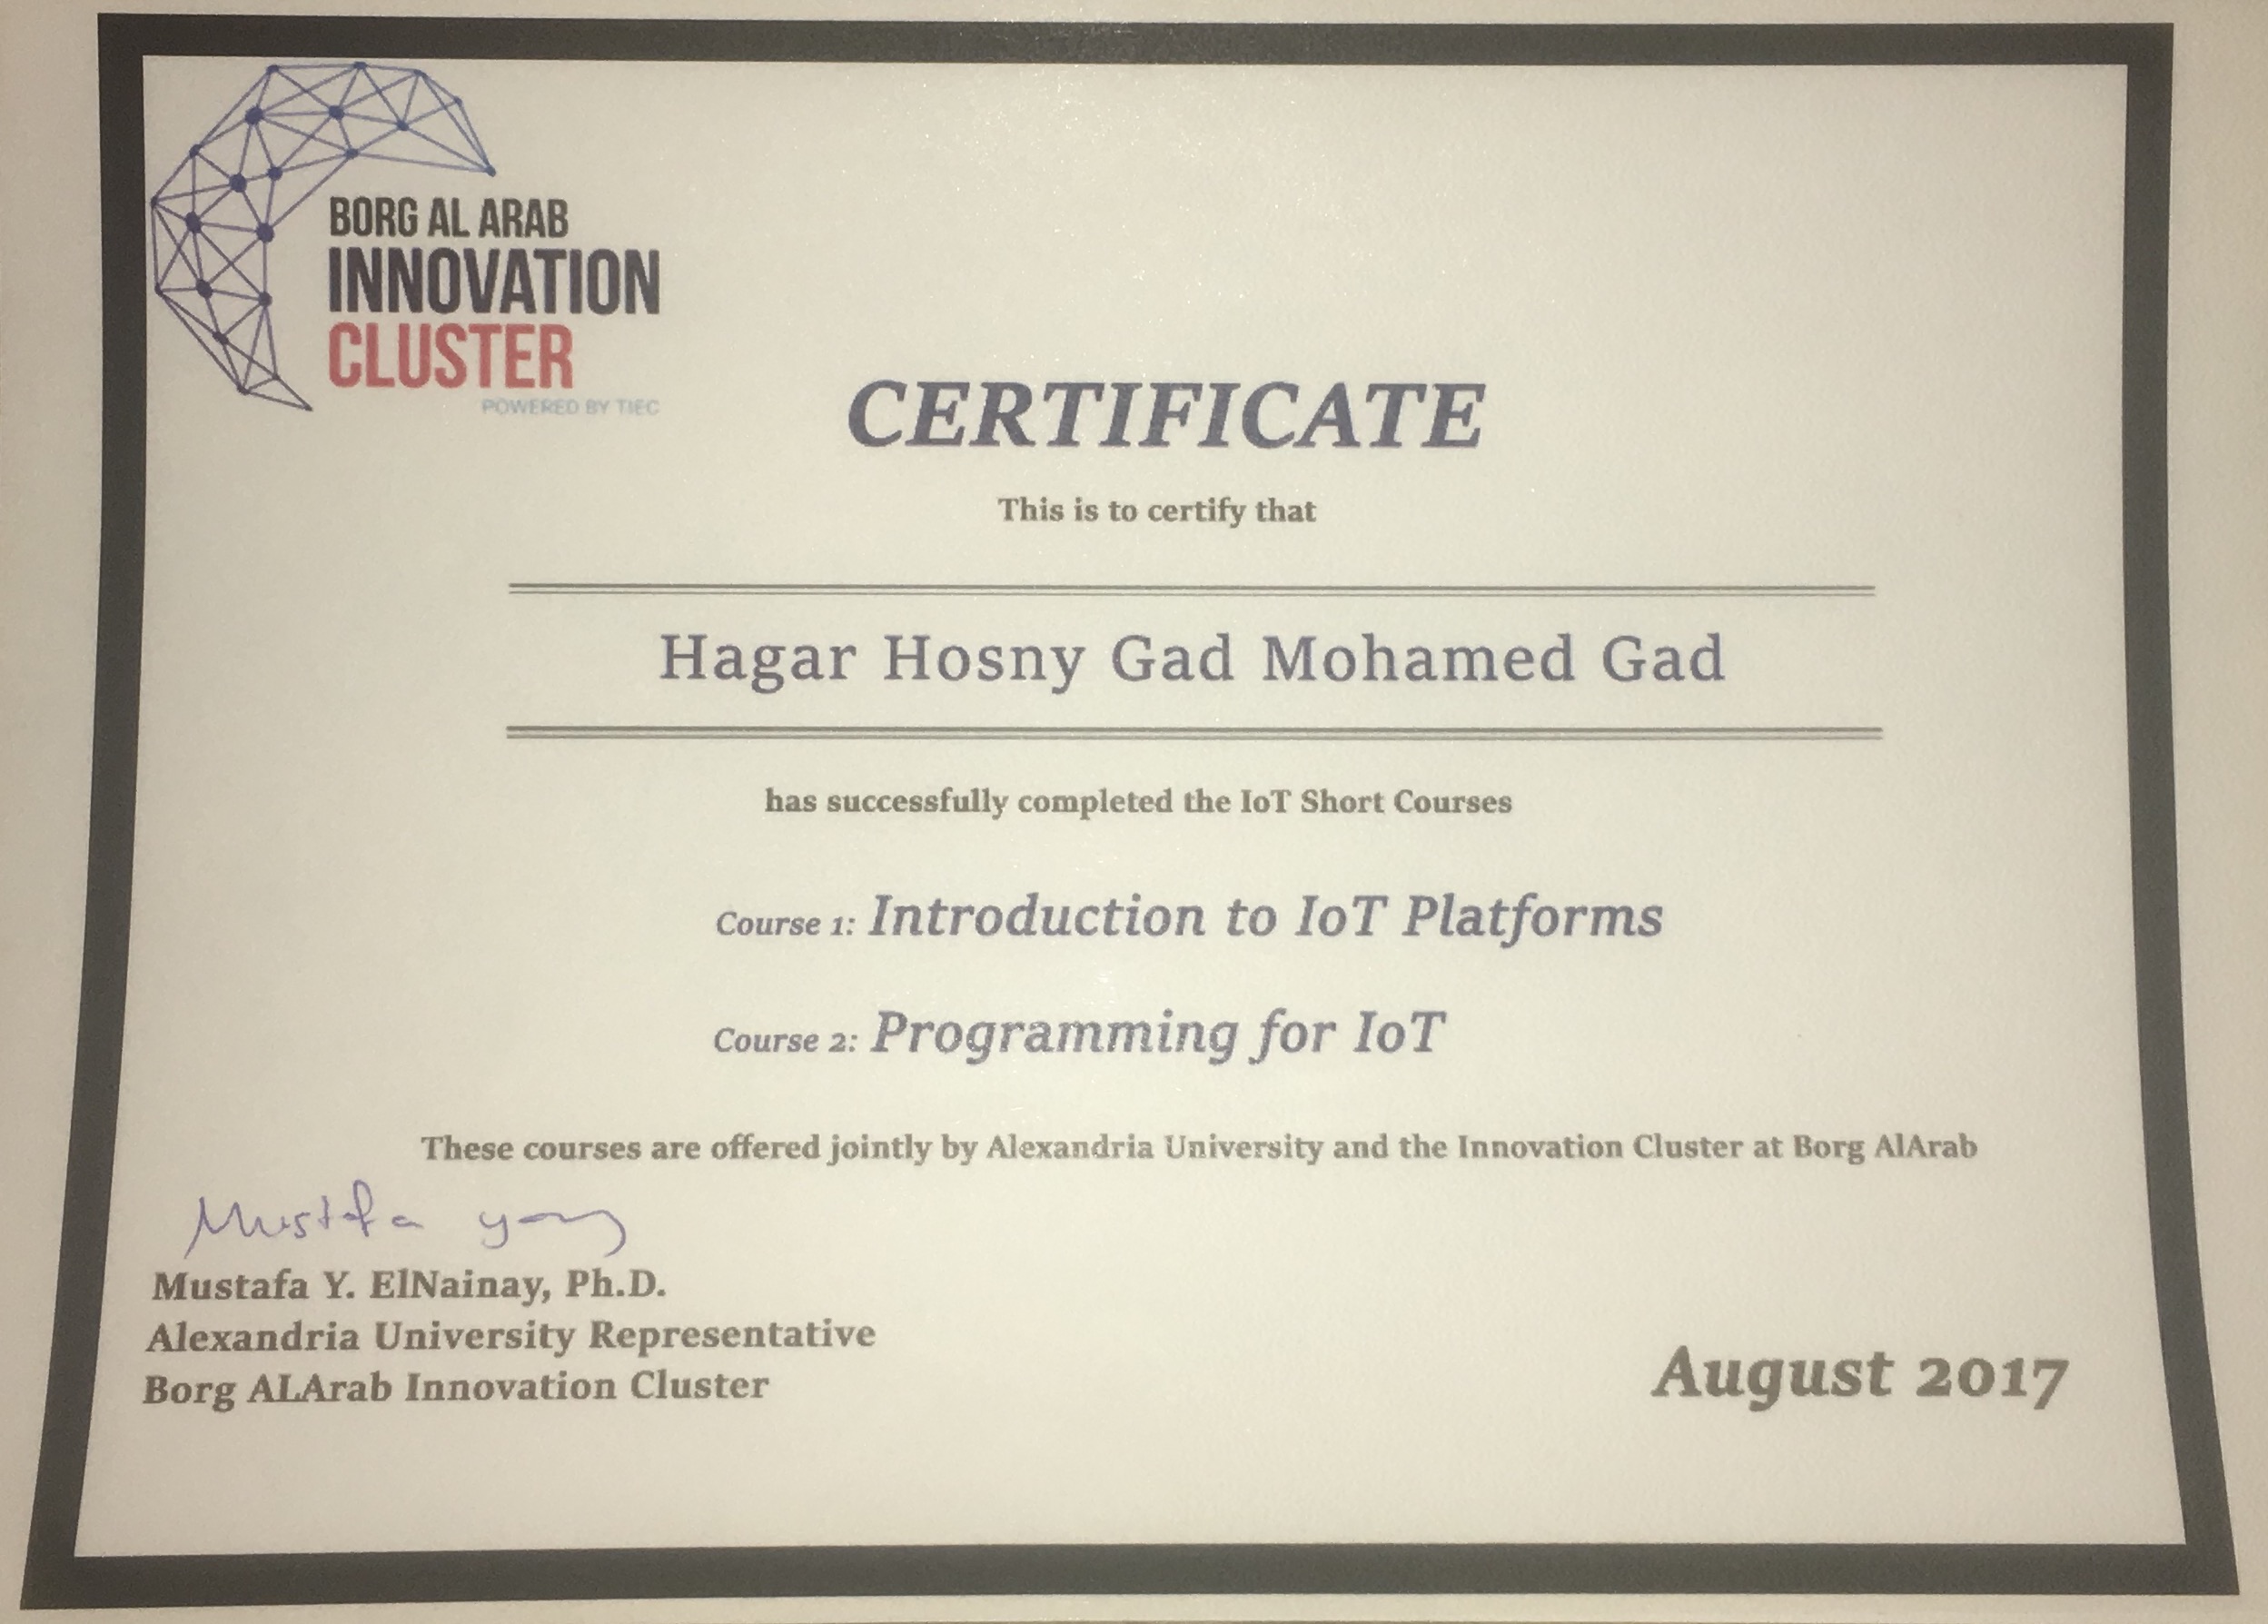 BORG AL ARAB
INNOVATION
CLUSTER
POWERED BY TIEC
CERTIFICATE
This is to certify that
Hagar Hosny Gad Mohamed Gad
has successfully completed the IoT Short Courses
Course 1: Introduction to IoT Platforms
Course 2: Programming for IoT
These courses are offered jointly by Alexandria University and the Innovation Cluster at Borg AlArab
Mustafa
Mustafa Y. ElNainay, Ph.D.
Alexandria University Representative
Borg ALArab Innovation Cluster
August 2017